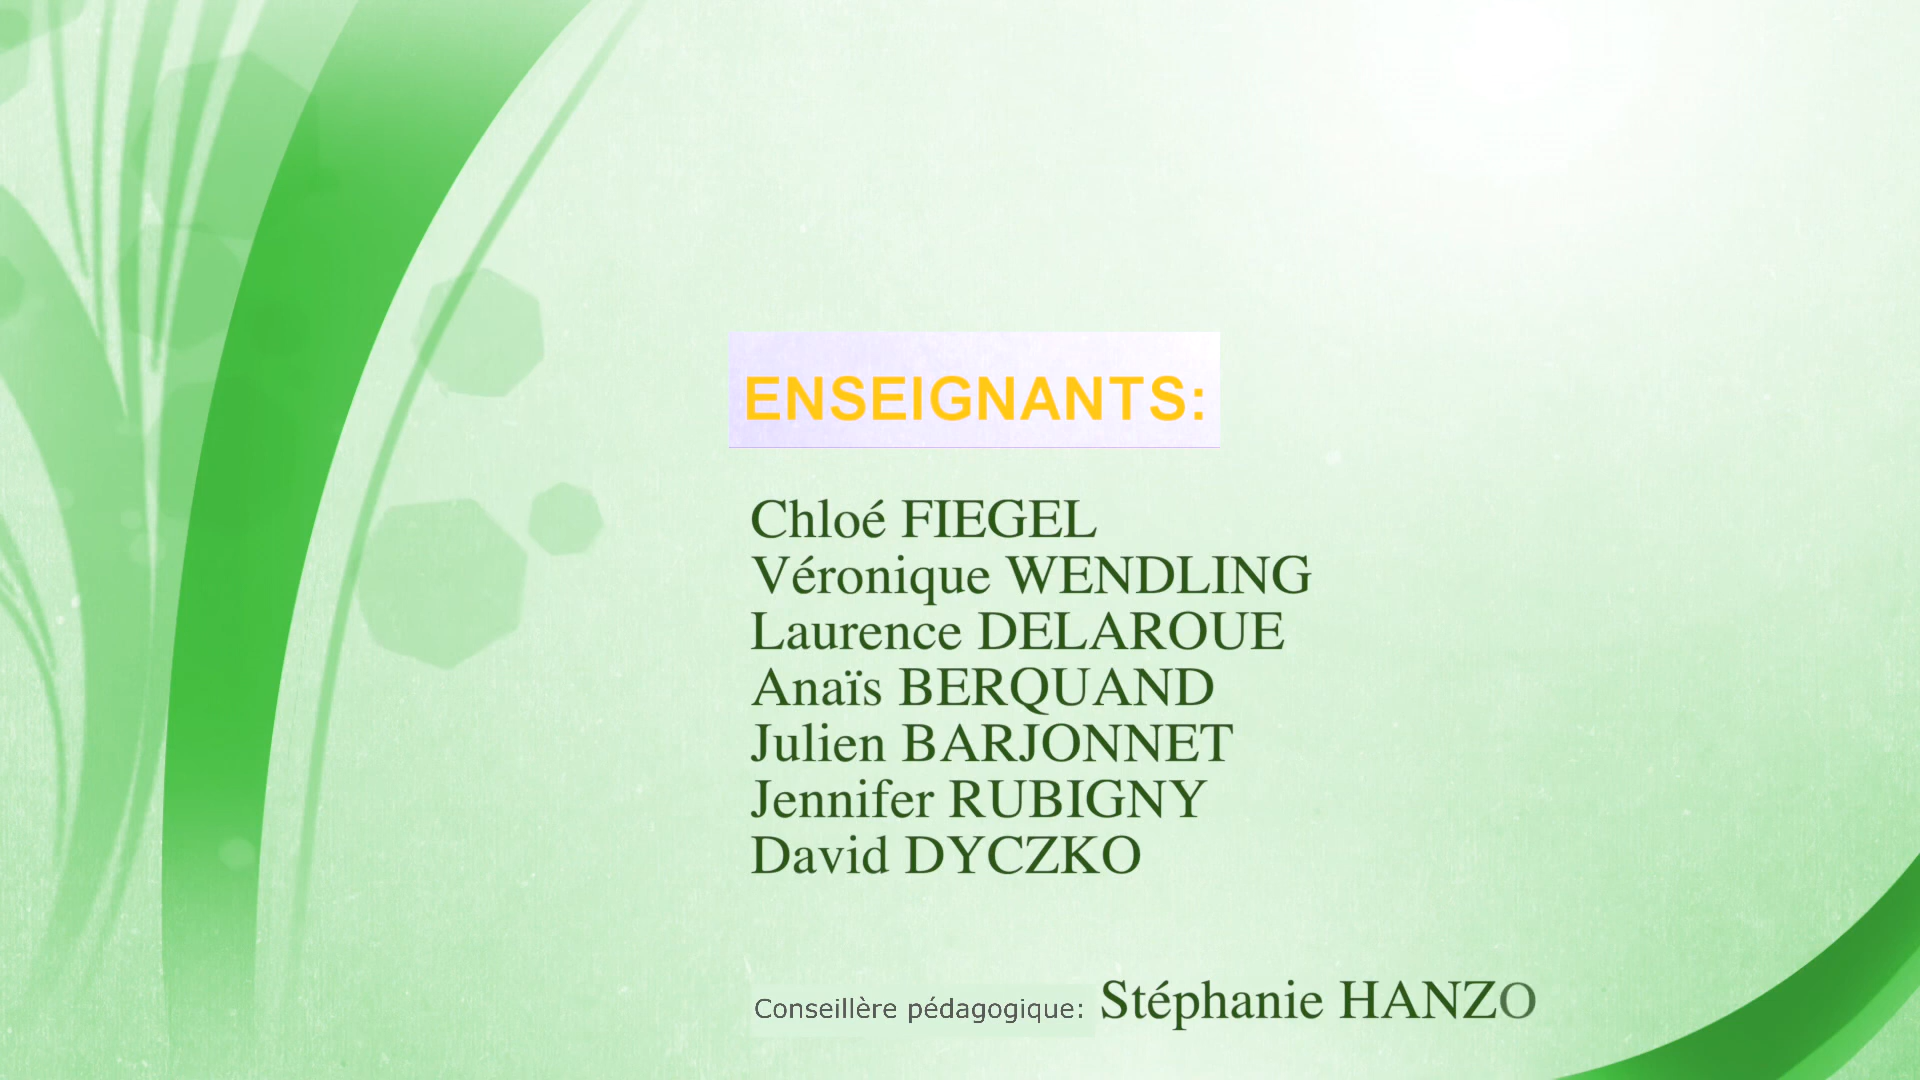 ENSEIGNANTS:
Chloé FIEGEL
Véronique WENDLING
Laurence DELAROUE
Anaïs BERQUAND
Julien BARJONNET
Jennifer RUBIGNY
David DYCZKO
Conseillère pédagogique: Stéphanie HANZO